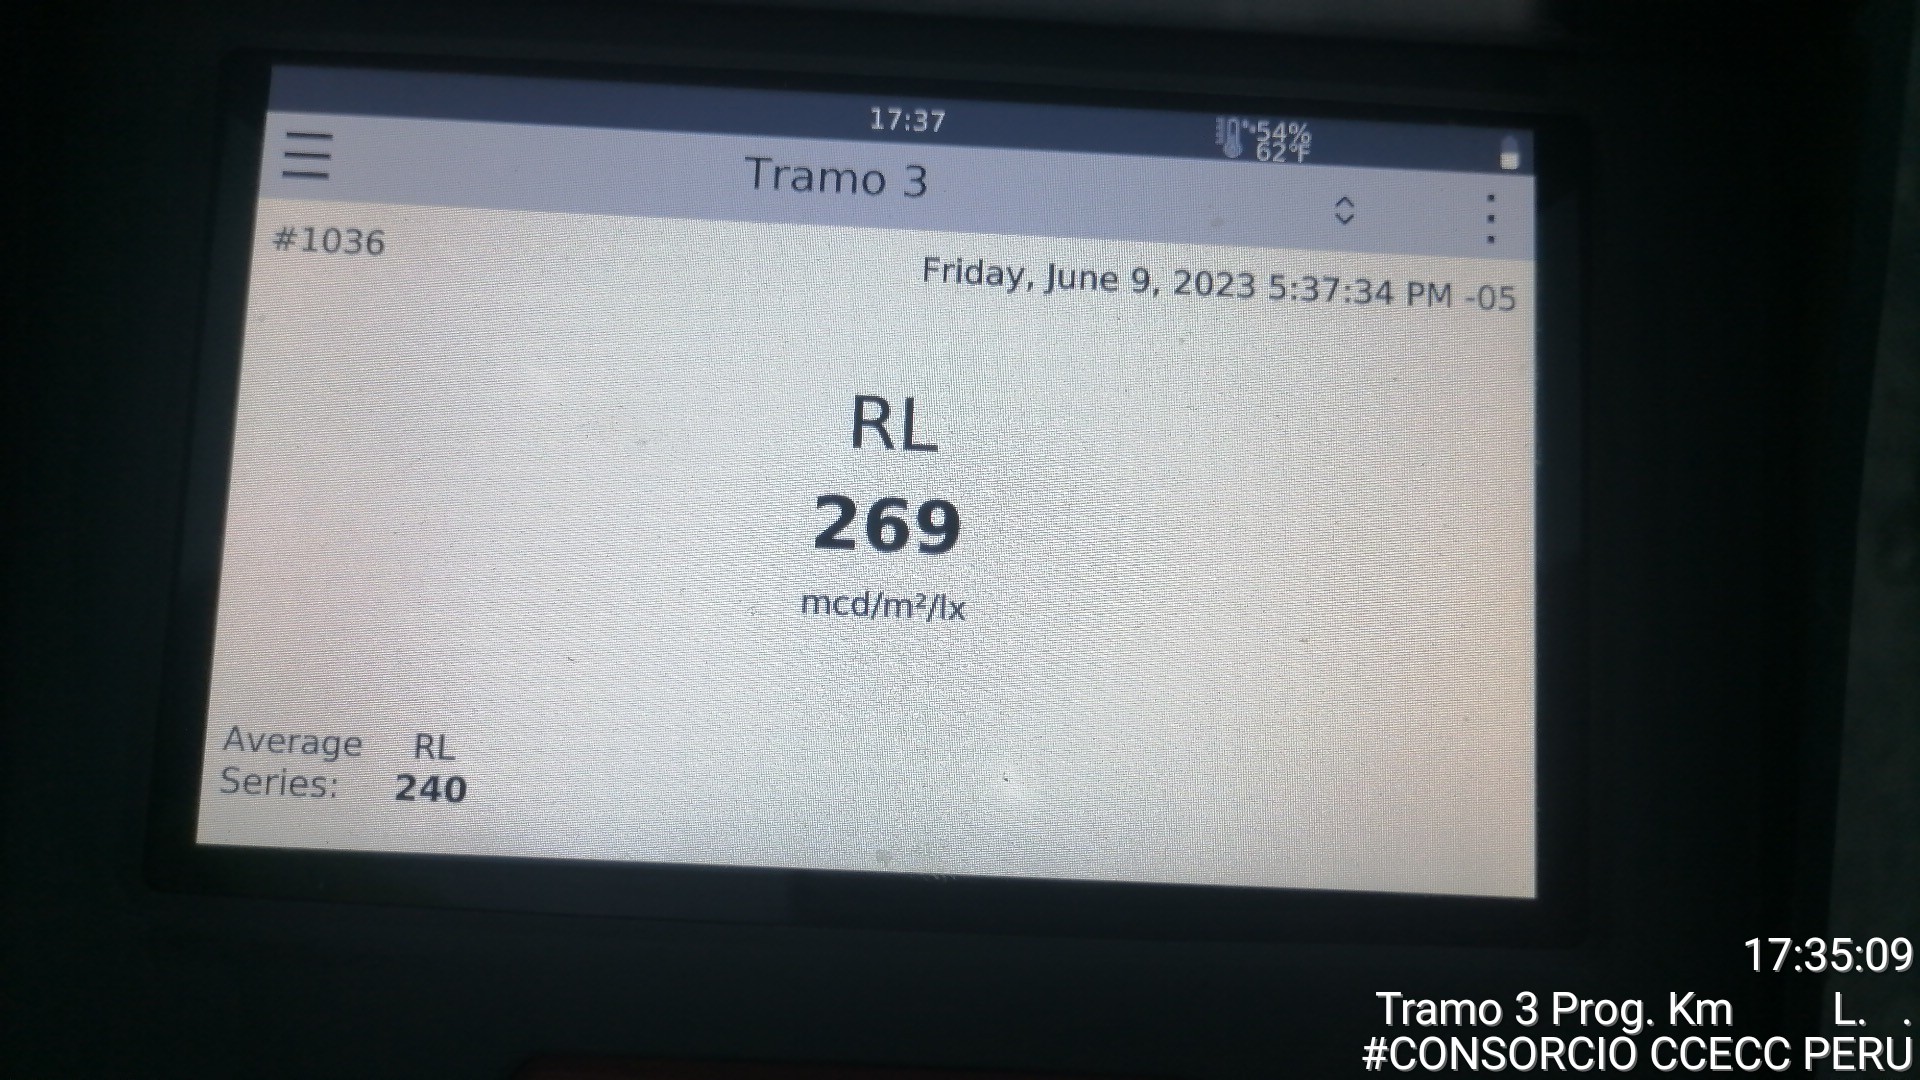 17:37
54%
62°F
Tramo 3
#1036
Friday, June 9, 2023 5:37:34 PM -05
RL
269
mcd/m²/lx
Average RL
Series: 240
17:35:09
Tramo 3 Prog. Km L. .
#CONSORCIO CCECC PERU